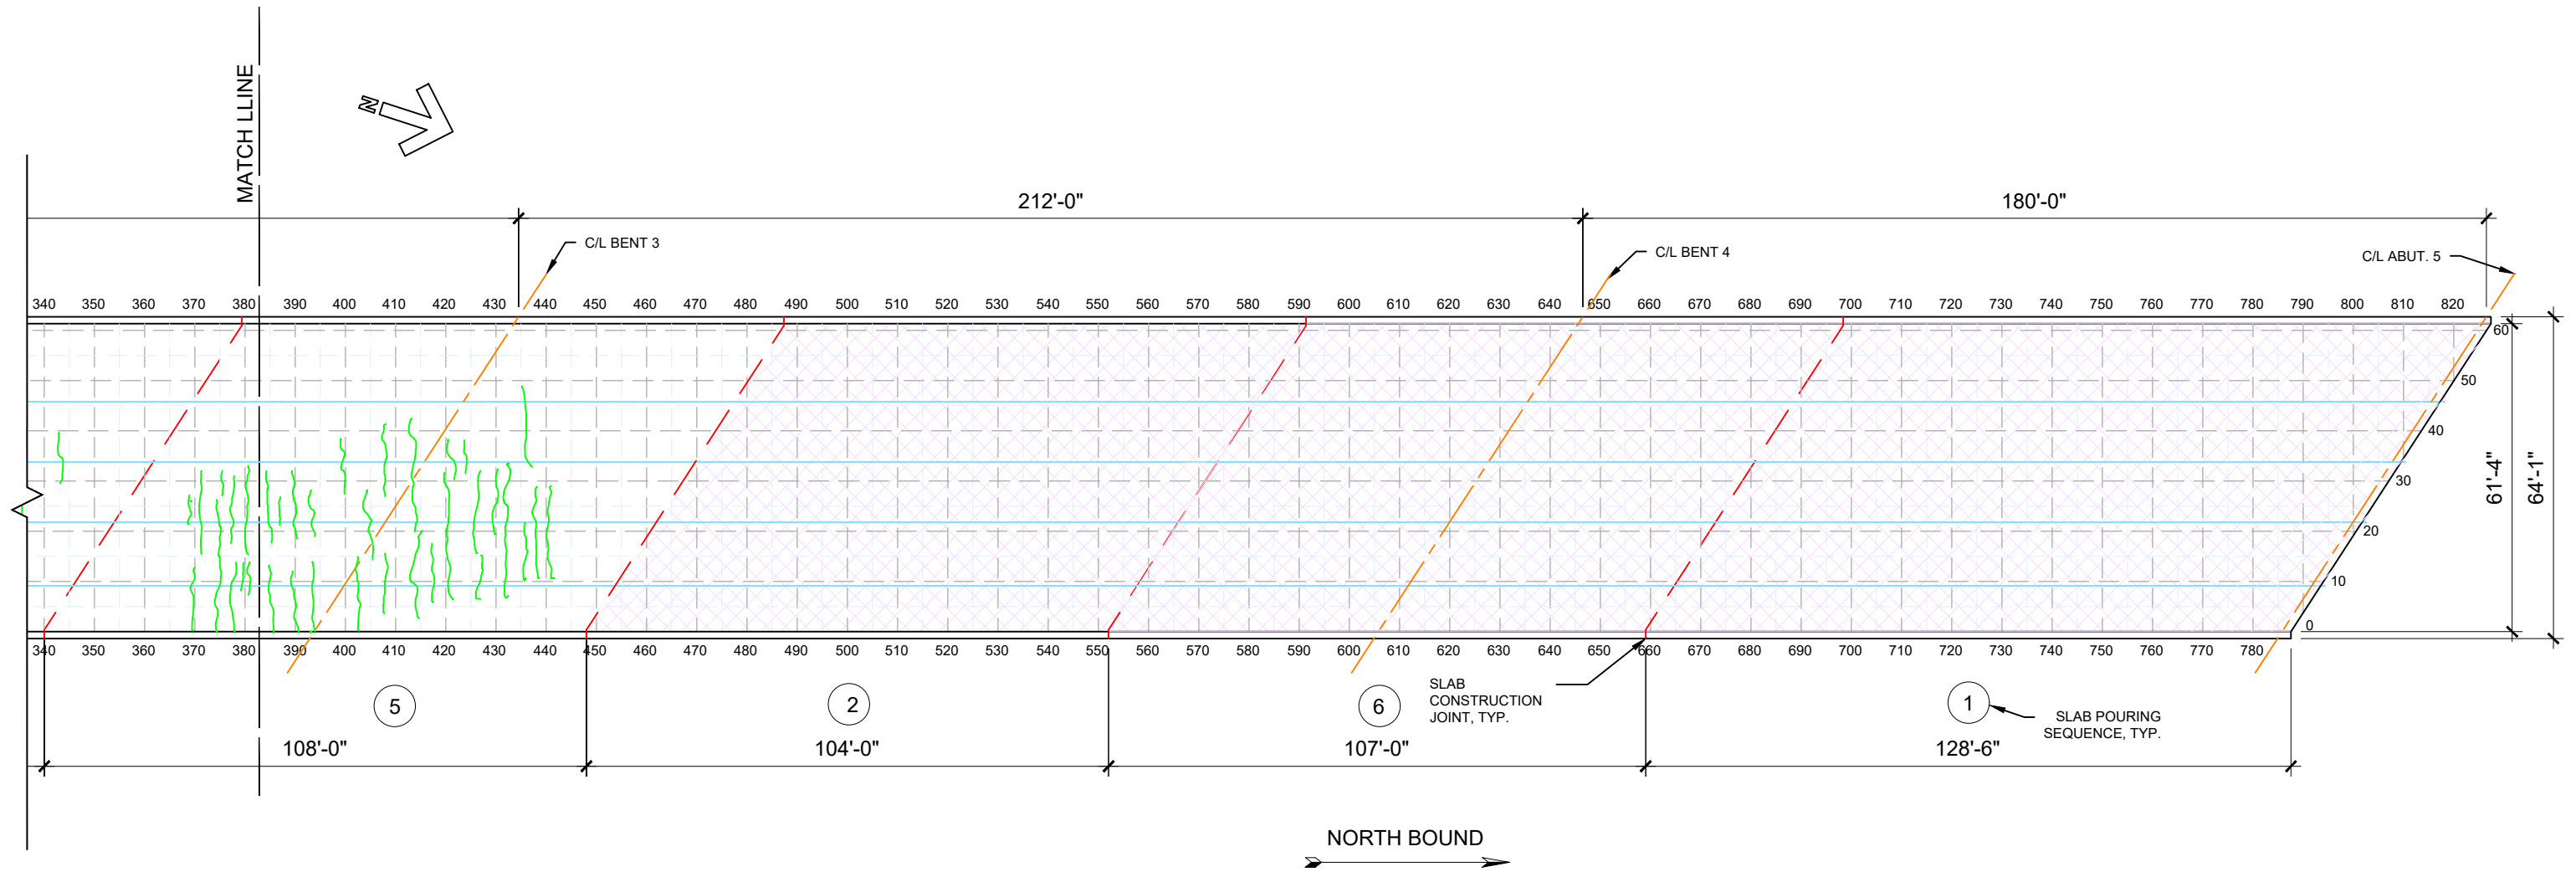 MATCH LLINE
N
212'-0"
180'-0"
C/L BENT 3
C/L BENT 4
C/L ABUT. 5
340 350 360 370 380 390 400 410 420 430 440 450 460 470 480 490 500 510 520 530 540 550 560 570 580 590 600 610 620 630 640 650 660 670 680 690 700 710 720 730 740 750 760 770 780 790 800 810 820
60
50
40
30
20
10
0
61'-4"
64'-1"
340 350 360 370 380 390 400 410 420 430 440 450 460 470 480 490 500 510 520 530 540 550 560 570 580 590 600 610 620 630 640 650 660 670 680 690 700 710 720 730 740 750 760 770 780
5
2
6
1
SLAB
CONSTRUCTION
JOINT, TYP.
SLAB POURING
SEQUENCE, TYP.
108'-0"
104'-0"
107'-0"
128'-6"
NORTH BOUND